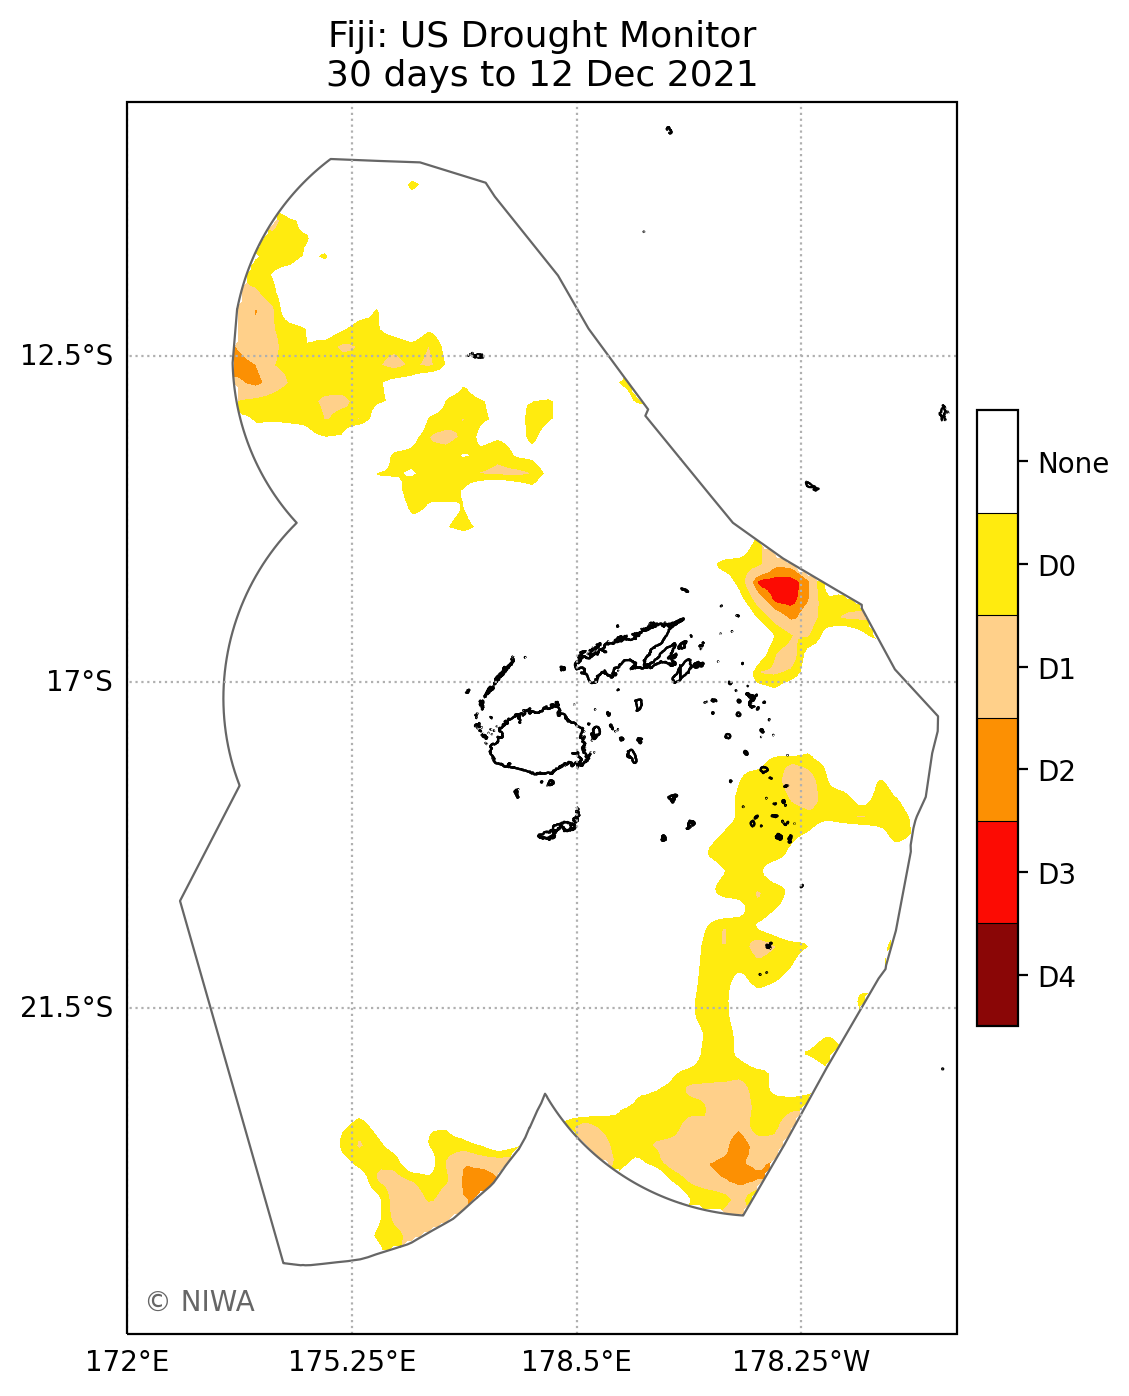 Fiji: US Drought Monitor
30 days to 12 Dec 2021
12.5°S
17°S
21.5°S
172°E
175.25°E
178.5°E
178.25°W
None
D0
D1
D2
D3
D4
© NIWA